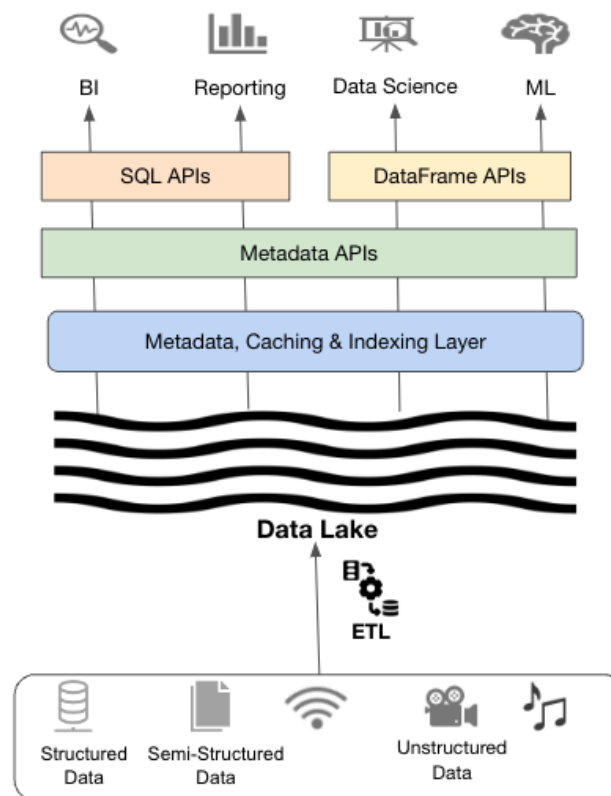 BI
Reporting
Data Science
ML
SQL APIs
DataFrame APIs
Metadata APIs
Metadata, Caching & Indexing Layer
Data Lake
ETL
Structured
Data
Semi-Structured
Data
Unstructured
Data